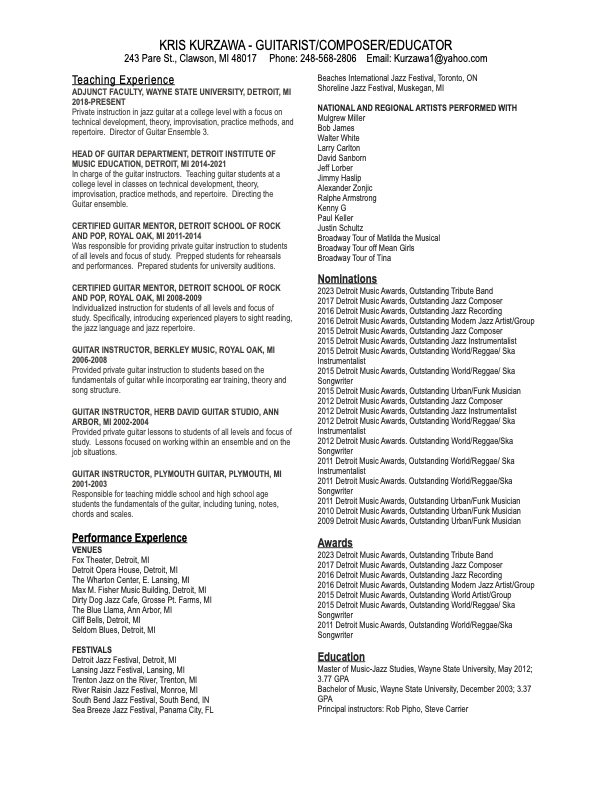 KRIS KURZAWA - GUITARIST/COMPOSER/EDUCATOR
243 Pare St., Clawson, MI 48017 Phone: 248-568-2806 Email: Kurzawa1@yahoo.com
Teaching Experience
ADJUNCT FACULTY, WAYNE STATE UNIVERSITY, DETROIT, MI
2018-PRESENT
Private instruction in jazz guitar at a college level with a focus on
technical development, theory, improvisation, practice methods, and
repertoire. Director of Guitar Ensemble 3.
HEAD OF GUITAR DEPARTMENT, DETROIT INSTITUTE OF
MUSIC EDUCATION, DETROIT, MI 2014-2021
In charge of the guitar instructors. Teaching guitar students at a
college level in classes on technical development, theory,
improvisation, practice methods, and repertoire. Directing the
Guitar ensemble.
CERTIFIED GUITAR MENTOR, DETROIT SCHOOL OF ROCK
AND POP, ROYAL OAK, MI 2011-2014
Was responsible for providing private guitar instruction to students
of all levels and focus of study. Prepped students for rehearsals
and performances. Prepared students for university auditions.
CERTIFIED GUITAR MENTOR, DETROIT SCHOOL OF ROCK
AND POP, ROYAL OAK, MI 2008-2009
Individualized instruction for students of all levels and focus of
study. Specifically, introducing experienced players to sight reading,
the jazz language and jazz repertoire.
GUITAR INSTRUCTOR, BERKLEY MUSIC, ROYAL OAK, MI
2006-2008
Provided private guitar instruction to students based on the
fundamentals of guitar while incorporating ear training, theory and
song structure.
GUITAR INSTRUCTOR, HERB DAVID GUITAR STUDIO, ANN
ARBOR, MI 2002-2004
Provided private guitar lessons to students of all levels and focus of
study. Lessons focused on working within an ensemble and on the
job situations.
GUITAR INSTRUCTOR, PLYMOUTH GUITAR, PLYMOUTH, MI
2001-2003
Responsible for teaching middle school and high school age
students the fundamentals of the guitar, including tuning, notes,
chords and scales.
Performance Experience
VENUES
Fox Theater, Detroit, MI
Detroit Opera House, Detroit, MI
The Wharton Center, E. Lansing, MI
Max M. Fisher Music Building, Detroit, MI
Dirty Dog Jazz Cafe, Grosse Pt. Farms, MI
The Blue Llama, Ann Arbor, MI
Cliff Bells, Detroit, MI
Seldom Blues, Detroit, MI
FESTIVALS
Detroit Jazz Festival, Detroit, MI
Lansing Jazz Festival, Lansing, MI
Trenton Jazz on the River, Trenton, MI
River Raisin Jazz Festival, Monroe, MI
South Bend Jazz Festival, South Bend, IN
Sea Breeze Jazz Festival, Panama City, FL
Beaches International Jazz Festival, Toronto, ON
Shoreline Jazz Festival, Muskegan, MI
NATIONAL AND REGIONAL ARTISTS PERFORMED WITH
Mulgrew Miller
Bob James
Walter White
Larry Carlton
David Sanborn
Jeff Lorber
Jimmy Haslip
Alexander Zonjic
Ralphe Armstrong
Kenny G
Paul Keller
Justin Schultz
Broadway Tour of Matilda the Musical
Broadway Tour off Mean Girls
Broadway Tour of Tina
Nominations
2023 Detroit Music Awards, Outstanding Tribute Band
2017 Detroit Music Awards, Outstanding Jazz Composer
2016 Detroit Music Awards, Outstanding Jazz Recording
2016 Detroit Music Awards, Outstanding Modern Jazz Artist/Group
2015 Detroit Music Awards, Outstanding Jazz Composer
2015 Detroit Music Awards, Outstanding Jazz Instrumentalist
2015 Detroit Music Awards, Outstanding World/Reggae/ Ska
Instrumentalist
2015 Detroit Music Awards, Outstanding World/Reggae/ Ska
Songwriter
2015 Detroit Music Awards, Outstanding Urban/Funk Musician
2012 Detroit Music Awards, Outstanding Jazz Composer
2012 Detroit Music Awards, Outstanding Jazz Instrumentalist
2012 Detroit Music Awards, Outstanding World/Reggae/ Ska
Instrumentalist
2012 Detroit Music Awards. Outstanding World/Reggae/Ska
Songwriter
2011 Detroit Music Awards, Outstanding World/Reggae/ Ska
Instrumentalist
2011 Detroit Music Awards. Outstanding World/Reggae/Ska
Songwriter
2011 Detroit Music Awards, Outstanding Urban/Funk Musician
2010 Detroit Music Awards, Outstanding Urban/Funk Musician
2009 Detroit Music Awards, Outstanding Urban/Funk Musician
Awards
2023 Detroit Music Awards, Outstanding Tribute Band
2017 Detroit Music Awards, Outstanding Jazz Composer
2016 Detroit Music Awards, Outstanding Jazz Recording
2016 Detroit Music Awards, Outstanding Modern Jazz Artist/Group
2015 Detroit Music Awards, Outstanding World Artist/Group
2015 Detroit Music Awards, Outstanding World/Reggae/ Ska
Songwriter
2011 Detroit Music Awards, Outstanding World/Reggae/Ska
Songwriter
Education
Master of Music-Jazz Studies, Wayne State University, May 2012;
3.77 GPA
Bachelor of Music, Wayne State University, December 2003; 3.37
GPA
Principal instructors: Rob Pipho, Steve Carrier